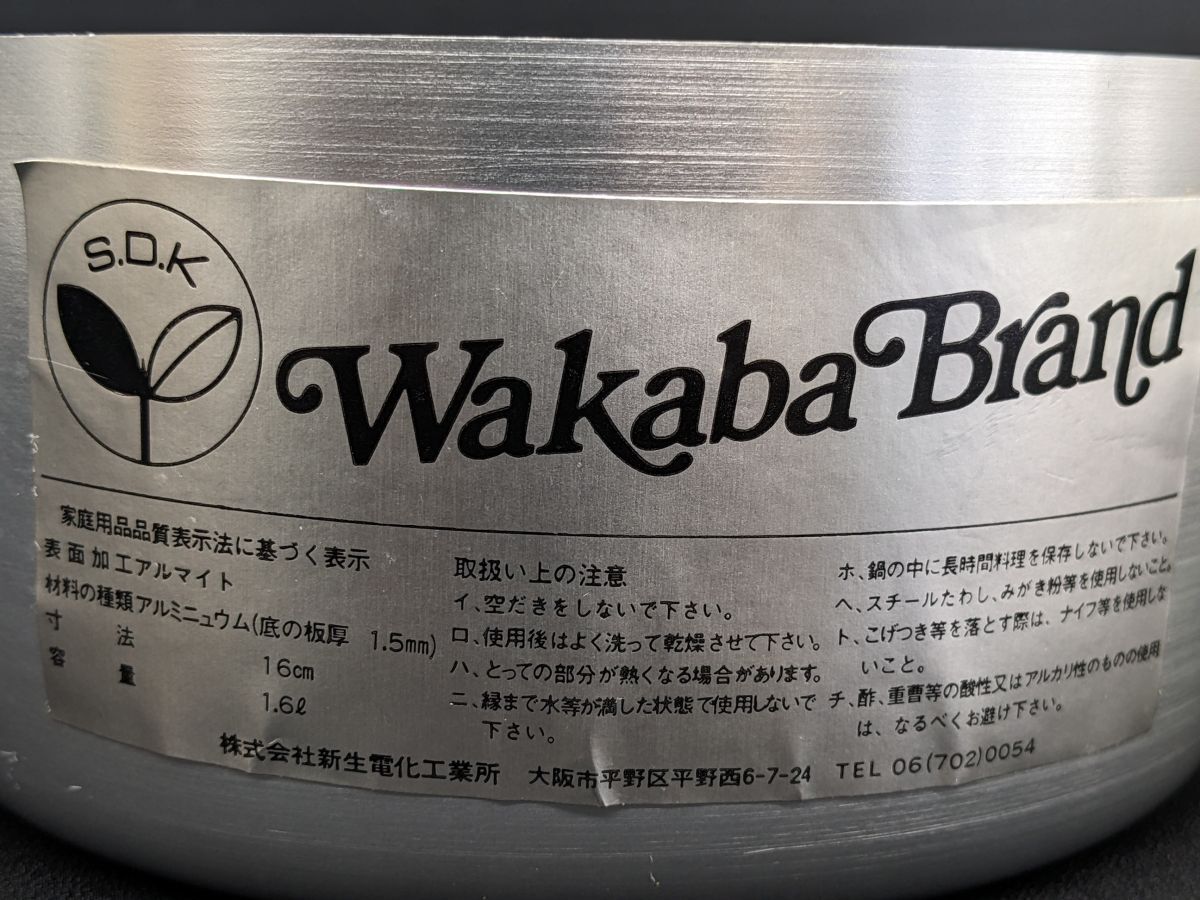 S.D.K
Wakaba Brand
家庭用品品質表示法に基づく表示
表面加工アルマイト
材料の種類アルミニュウム(底の板厚 1.5mm)
寸法 16cm
容量 1.6ℓ
取扱い上の注意
イ、空だきをしないで下さい。
ロ、使用後はよく洗って乾燥させて下さい。
ハ、とっての部分が熱くなる場合があります。
ニ、縁まで水等が満した状態で使用しないで
下さい。
ホ、鍋の中に長時間料理を保存しないで下さい。
ヘ、スチールたわし、みがき粉等を使用しないこと。
ト、こげつき等を落とす際は、ナイフ等を使用しな
いこと。
チ、酢、重曹等の酸性又はアルカリ性のものの使用
は、なるべくお避け下さい。
株式会社新生電化工業所 大阪市平野区平野西6-7-24 TEL 06(702)0054